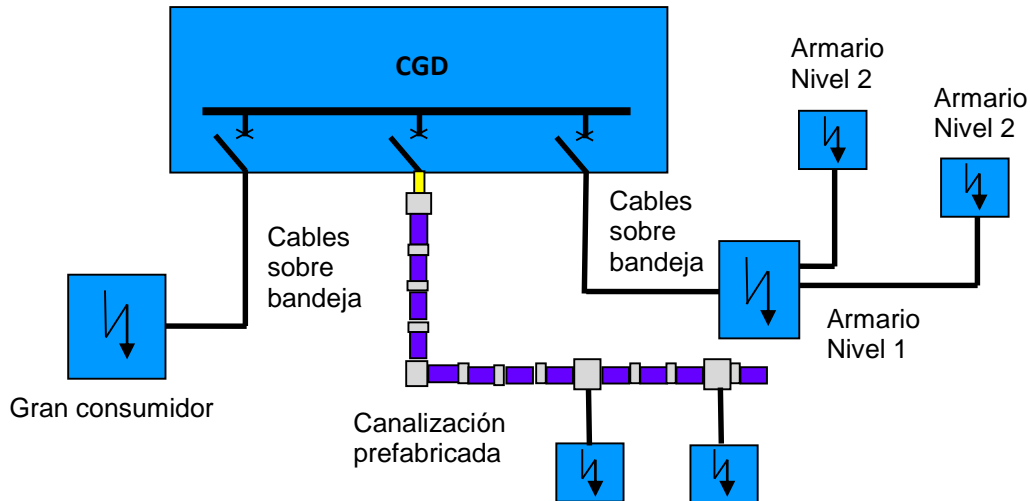 CGD
Armario
Nivel 2
Armario
Nivel 2
Cables
sobre
bandeja
Cables
sobre
bandeja
Armario
Nivel 1
Gran consumidor
Canalización
prefabricada